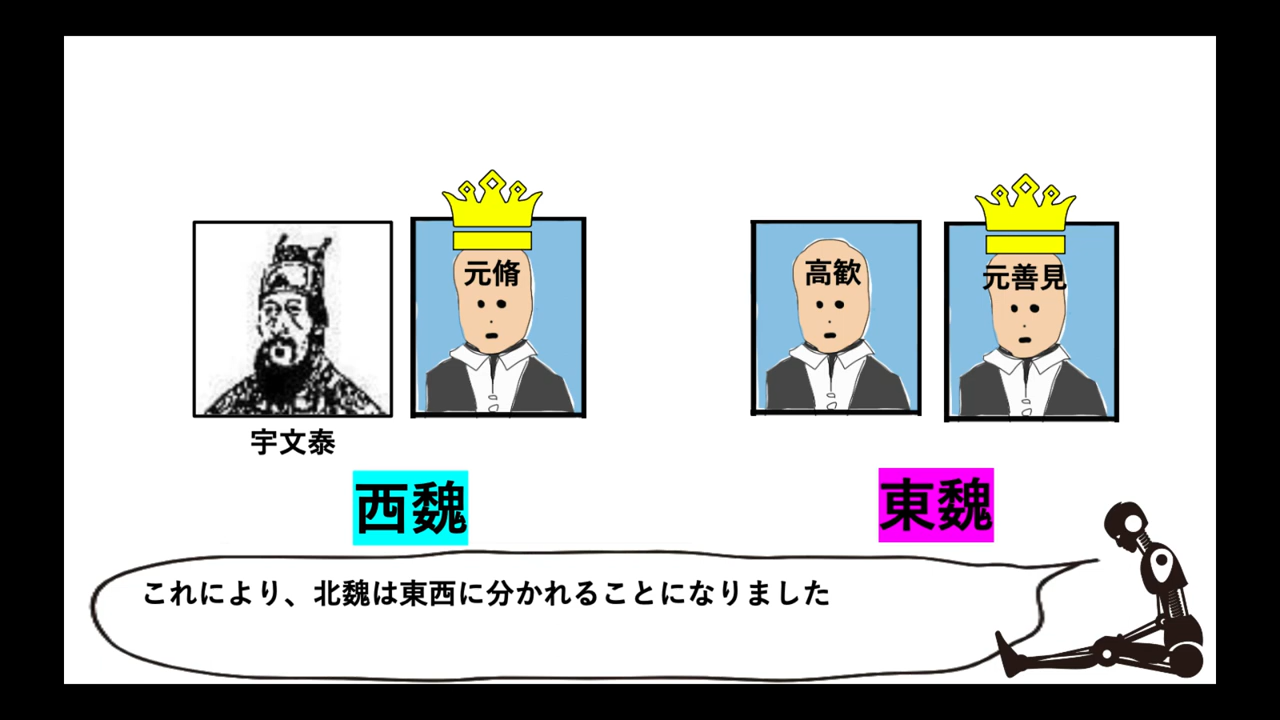 元脩
高歓
元善見
宇文泰
西魏
東魏
これにより、北魏は東西に分かれることになりました